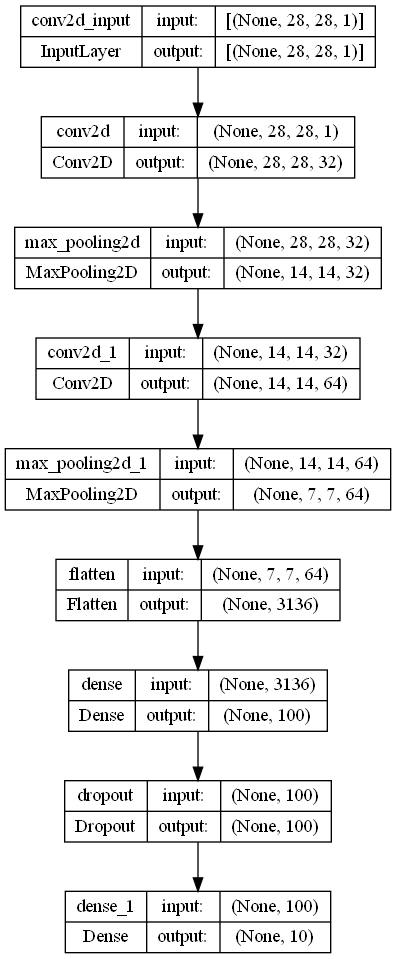 conv2d_input input: [(None, 28, 28, 1)]
InputLayer output: [(None, 28, 28, 1)]
conv2d input: (None, 28, 28, 1)
Conv2D output: (None, 28, 28, 32)
max_pooling2d input: (None, 28, 28, 32)
MaxPooling2D output: (None, 14, 14, 32)
conv2d_1 input: (None, 14, 14, 32)
Conv2D output: (None, 14, 14, 64)
max_pooling2d_1 input: (None, 14, 14, 64)
MaxPooling2D output: (None, 7, 7, 64)
flatten input: (None, 7, 7, 64)
Flatten output: (None, 3136)
dense input: (None, 3136)
Dense output: (None, 100)
dropout input: (None, 100)
Dropout output: (None, 100)
dense_1 input: (None, 100)
Dense output: (None, 10)